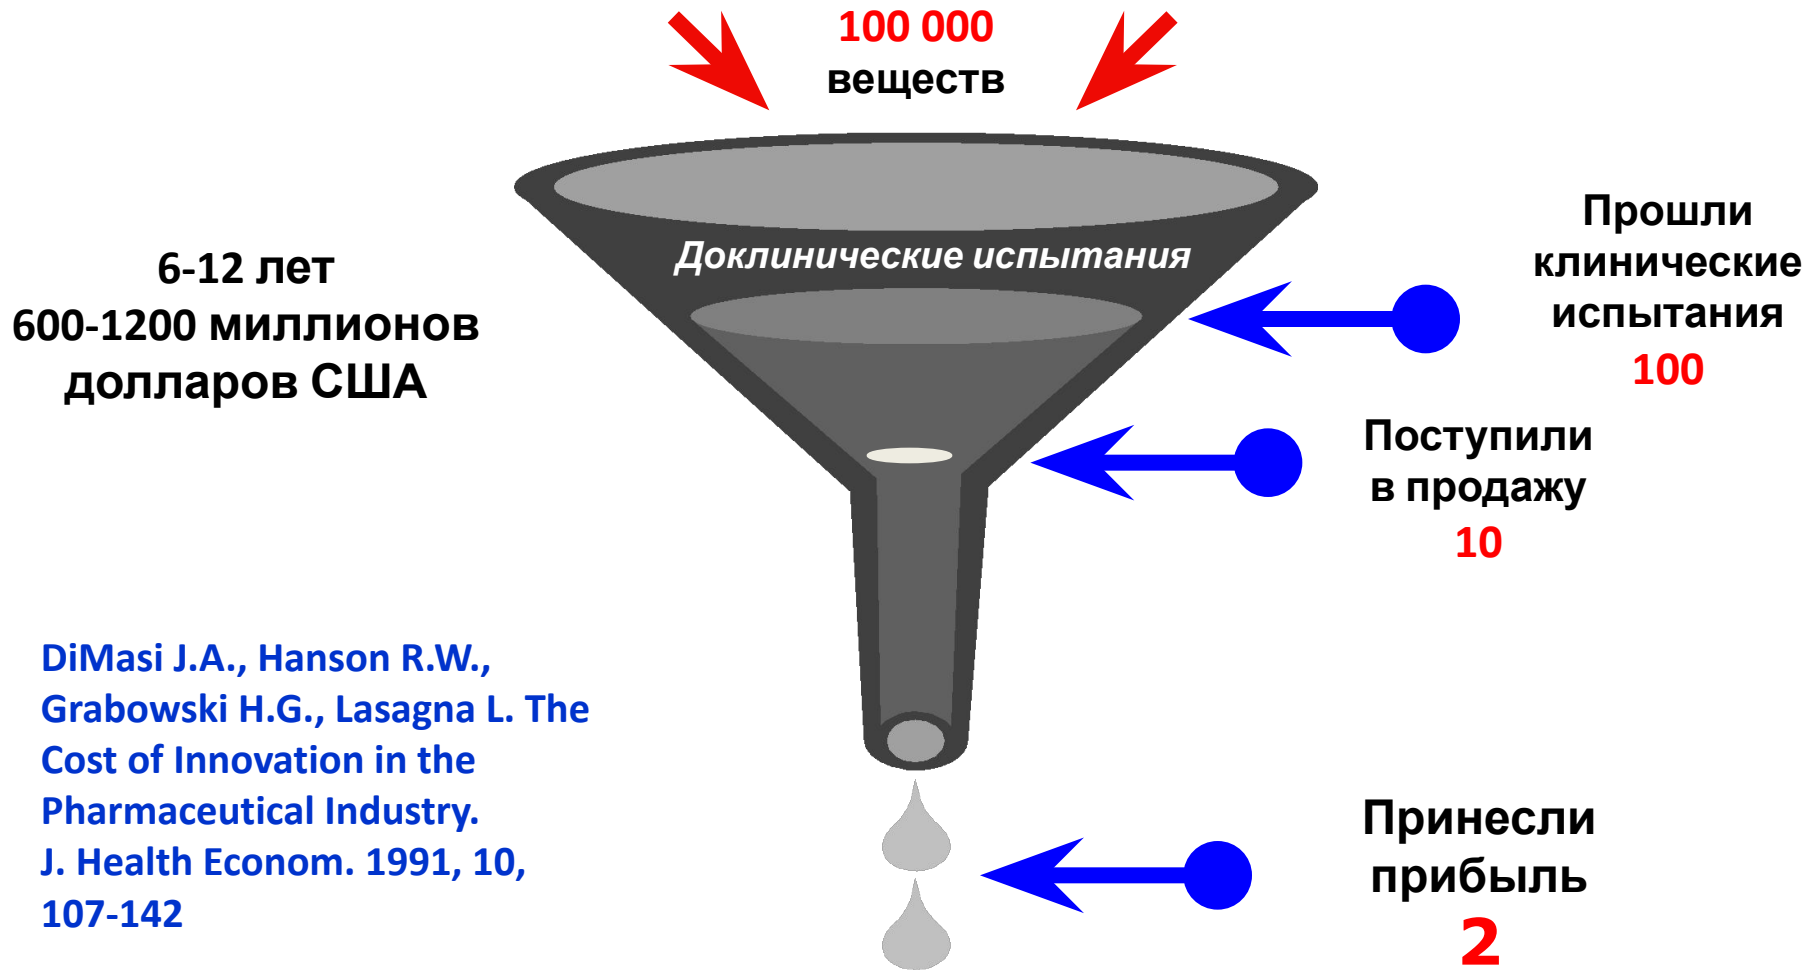 100 000
веществ
Доклинические испытания
6-12 лет
600-1200 миллионов
долларов США
Прошли
клинические
испытания
100
Поступили
в продажу
10
DiMasi J.A., Hanson R.W.,
Grabowski H.G., Lasagna L. The
Cost of Innovation in the
Pharmaceutical Industry.
J. Health Econom. 1991, 10,
107-142
Принесли
прибыль
2